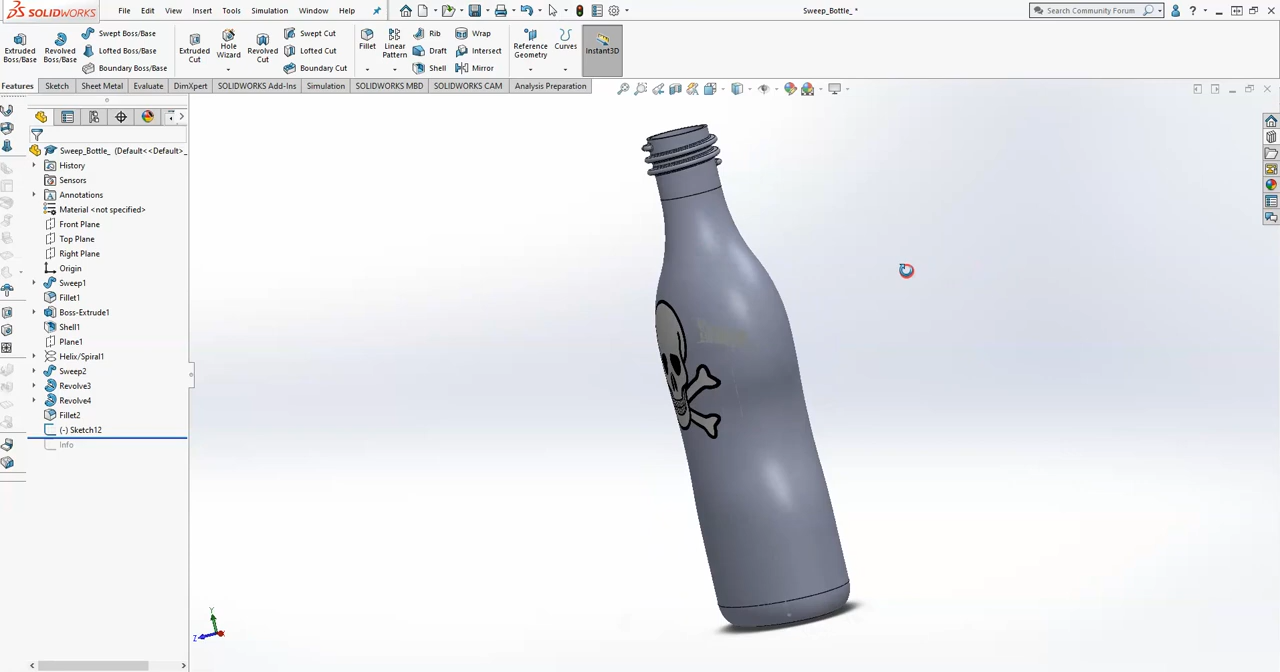 SOLIDWORKS File Edit View Insert Tools Simulation Window Help Sweep_Bottle_ * Search Community Forum
Extruded Boss/Base Revolved Boss/Base Swept Boss/Base Lofted Boss/Base Boundary Boss/Base Extruded Cut Hole Wizard Revolved Cut Swept Cut Lofted Cut Boundary Cut Fillet Linear Pattern Rib Draft Shell Wrap Intersect Mirror Reference Geometry Curves Instant3D
Features Sketch Sheet Metal Evaluate DimXpert SOLIDWORKS Add-Ins Simulation SOLIDWORKS MBD SOLIDWORKS CAM Analysis Preparation
Sweep_Bottle_ (Default<<Default>_
History
Sensors
Annotations
Material <not specified>
Front Plane
Top Plane
Right Plane
Origin
Sweep1
Fillet1
Boss-Extrude1
Shell1
Plane1
Helix/Spiral1
Sweep2
Revolve3
Revolve4
Fillet2
(-) Sketch12
Info
Y
Z
X